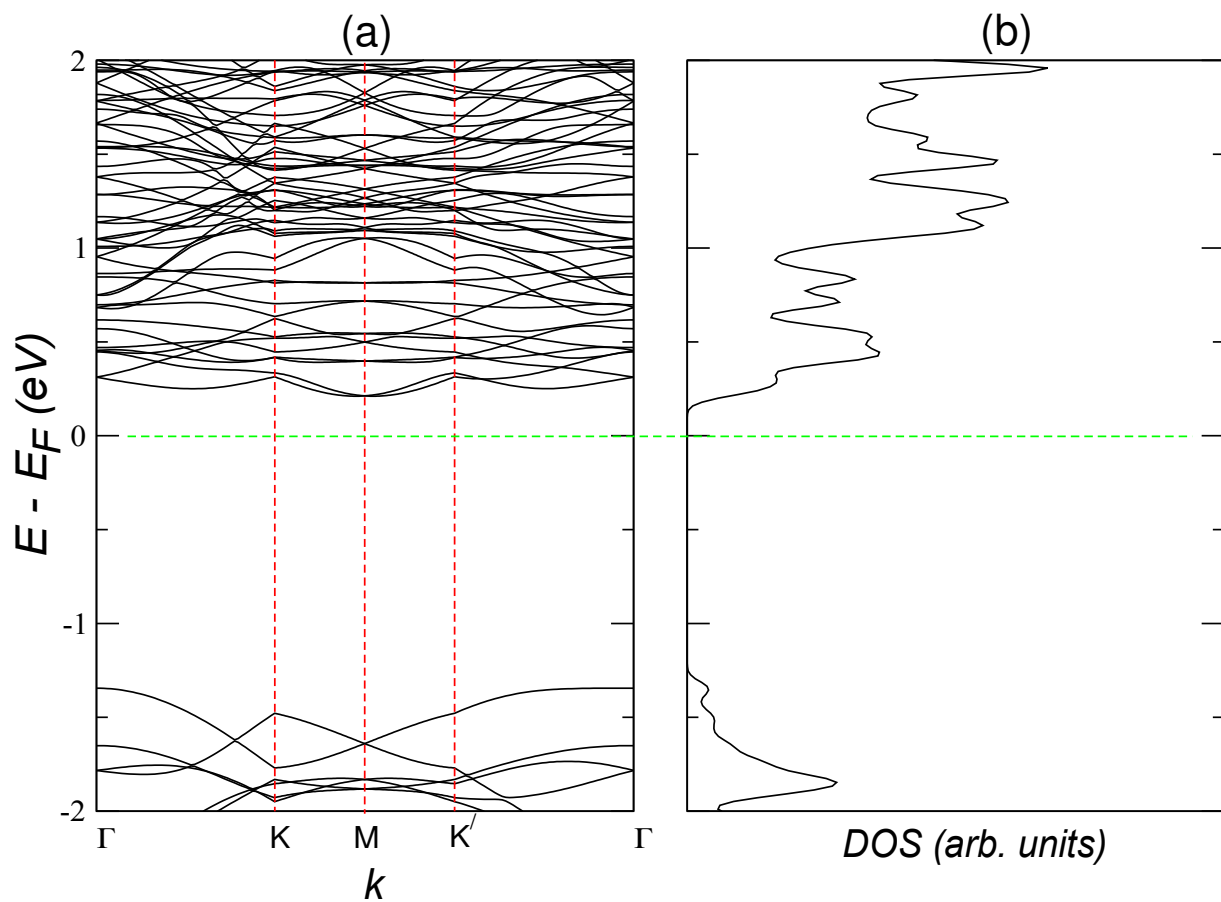 (a)
(b)
2
1
0
-1
-2
E - E_F (eV)
Γ K M K′ Γ
k
DOS (arb. units)